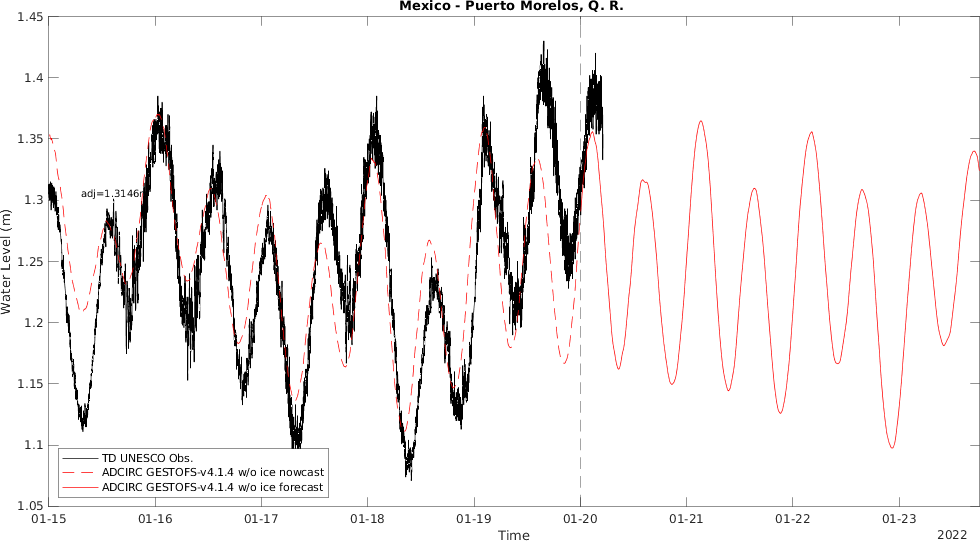 Mexico - Puerto Morelos, Q. R.
1.45
1.4
1.35
1.3
1.25
1.2
1.15
1.1
1.05
Water Level (m)
adj=1.3146
TD UNESCO Obs.
ADCIRC GESTOFS-v4.1.4 w/o ice nowcast
ADCIRC GESTOFS-v4.1.4 w/o ice forecast
01-15 01-16 01-17 01-18 01-19 01-20 01-21 01-22 01-23
Time
2022